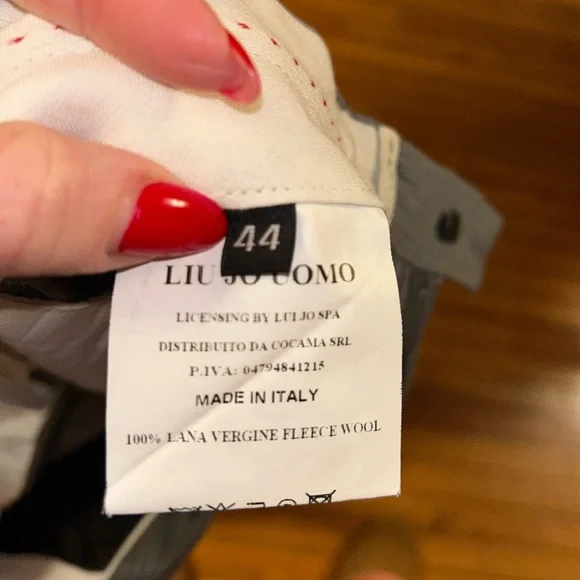 44
LIU JO UOMO
LICENSING BY LUI JO SPA
DISTRIBUITO DA COCAMA SRL
P.IVA: 04794841215
MADE IN ITALY
100% LANA VERGINE FLEECE WOOL